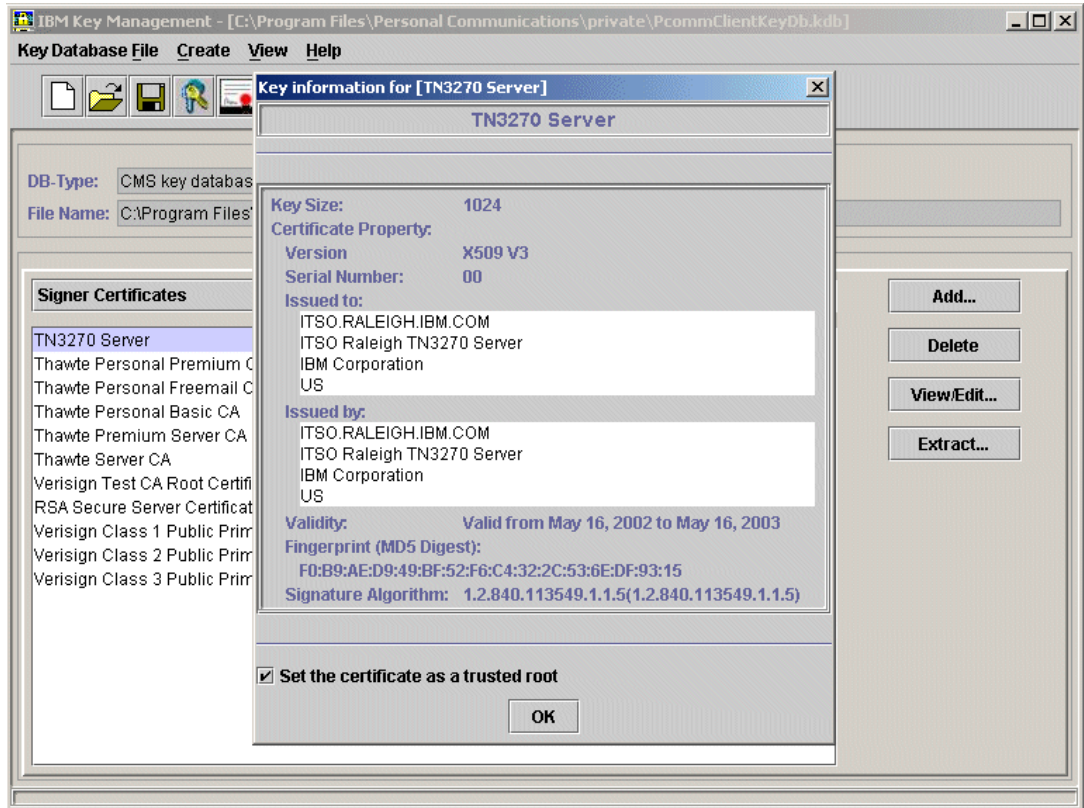 IBM Key Management - [C:\Program Files\Personal Communications\private\PcommClientKeyDb.kdb]
Key Database File Create View Help
Key information for [TN3270 Server]
TN3270 Server
DB-Type: CMS key databas
File Name: C:\Program Files
Key Size: 1024
Certificate Property:
Version X509 V3
Serial Number: 00
Issued to:
ITSO.RALEIGH.IBM.COM
ITSO Raleigh TN3270 Server
IBM Corporation
US
Issued by:
ITSO.RALEIGH.IBM.COM
ITSO Raleigh TN3270 Server
IBM Corporation
US
Validity: Valid from May 16, 2002 to May 16, 2003
Fingerprint (MD5 Digest):
F0:B9:AE:D9:49:BF:52:F6:C4:32:2C:53:6E:DF:93:15
Signature Algorithm: 1.2.840.113549.1.1.5(1.2.840.113549.1.1.5)
Set the certificate as a trusted root
OK
Signer Certificates
TN3270 Server
Thawte Personal Premium C
Thawte Personal Freemail C
Thawte Personal Basic CA
Thawte Premium Server CA
Thawte Server CA
Verisign Test CA Root Certifi
RSA Secure Server Certificat
Verisign Class 1 Public Prim
Verisign Class 2 Public Prim
Verisign Class 3 Public Prim
Add...
Delete
View/Edit...
Extract...